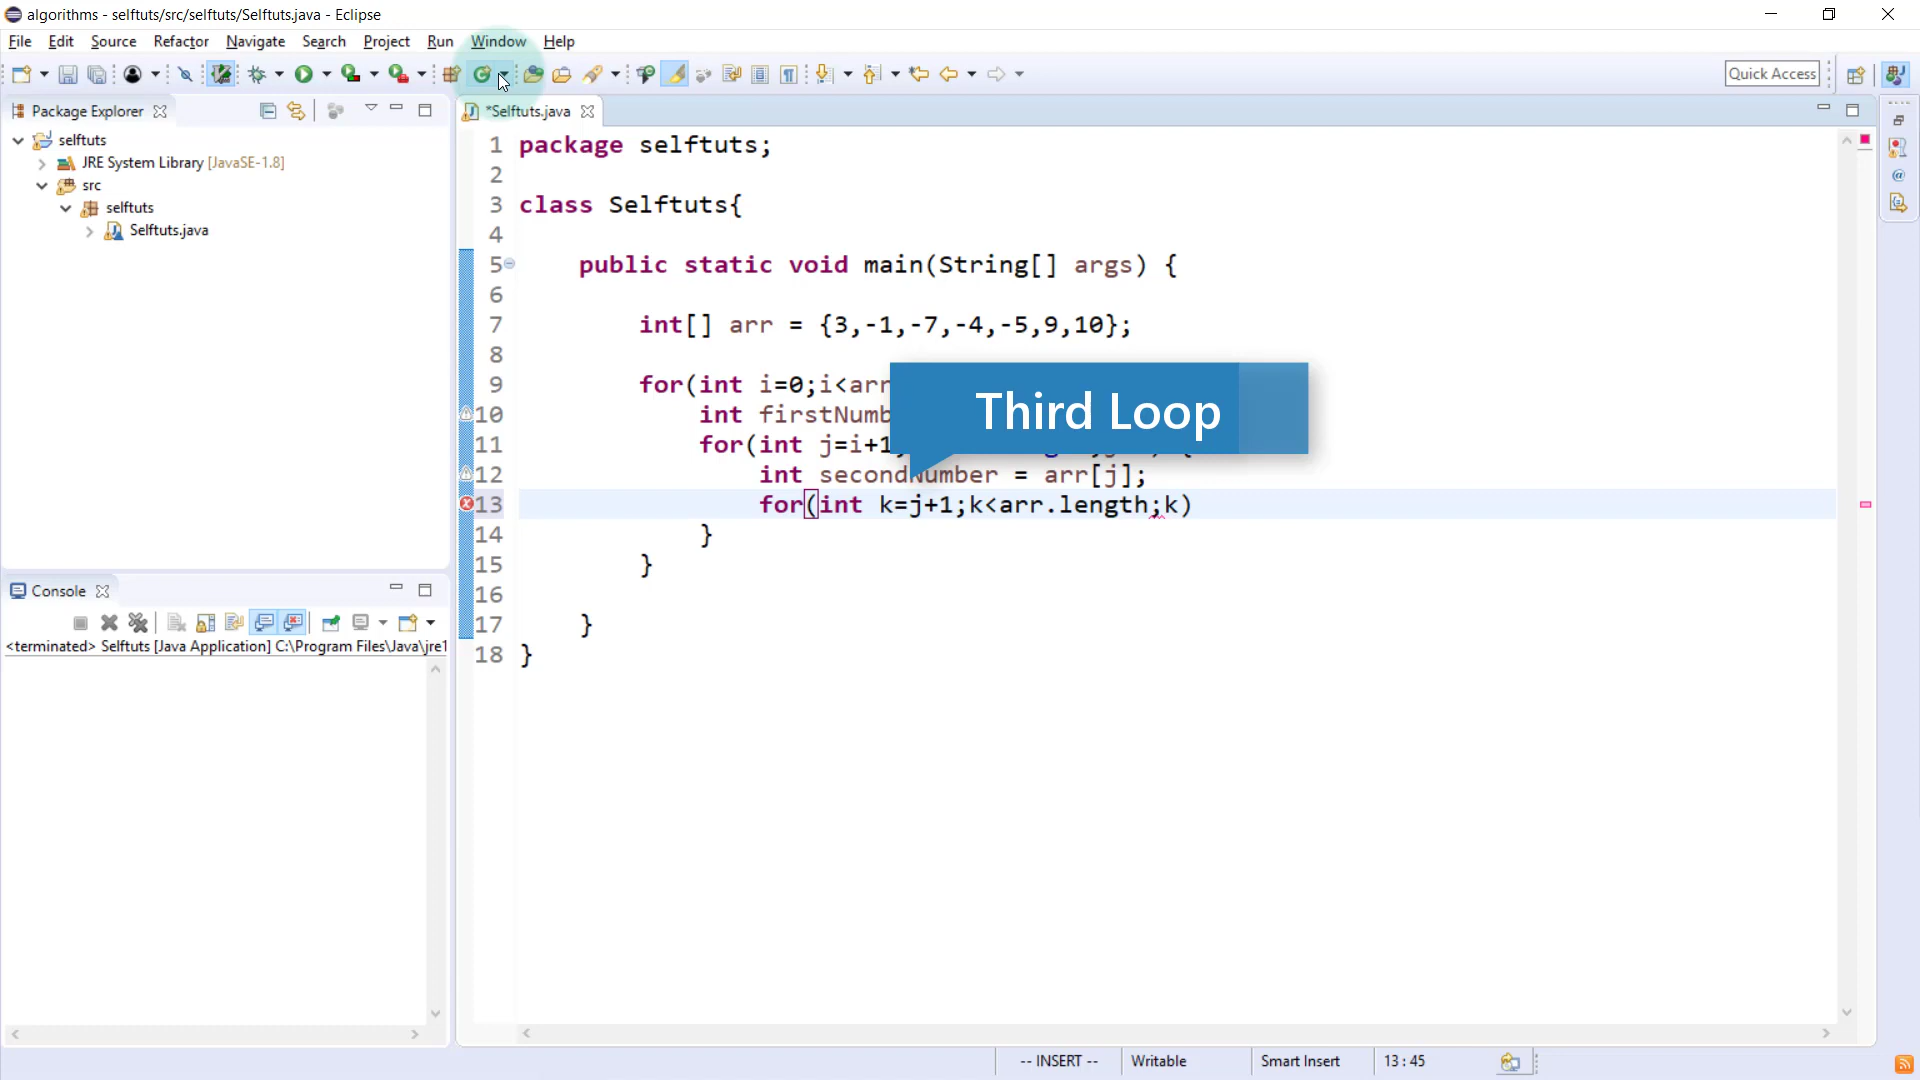 algorithms - selftuts/src/selftuts/Selftuts.java - Eclipse
File Edit Source Refactor Navigate Search Project Run Window Help
Quick Access
Package Explorer
selftuts
JRE System Library [JavaSE-1.8]
src
selftuts
Selftuts.java
*Selftuts.java
1 package selftuts;
2
3 class Selftuts{
4
5 public static void main(String[] args) {
6
7 int[] arr = {3,-1,-7,-4,-5,9,10};
8
9 for(int i=0;i<arr
10 int firstNumb
Third Loop
11 for(int j=i+1;
12 int secondNumber = arr[j];
13 for(int k=j+1;k<arr.length;k)
14 }
15 }
16
17 }
18 }
Console
<terminated> Selftuts [Java Application] C:\Program Files\Java\jre1
-- INSERT --
Writable
Smart Insert
13 : 45